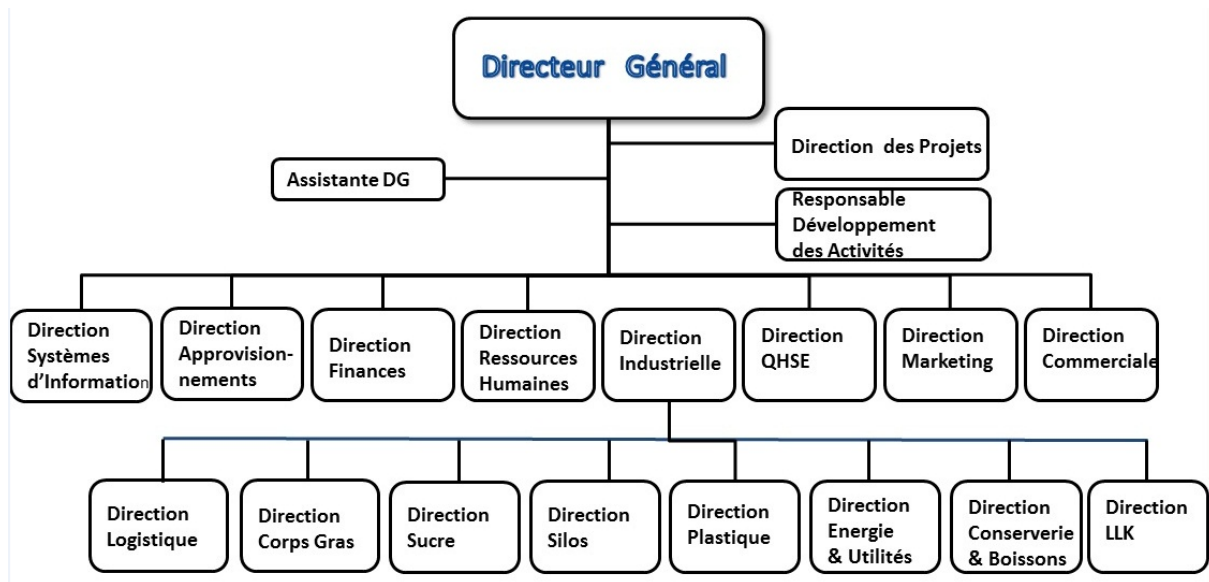 Directeur Général
Direction des Projets
Assistante DG
Responsable
Développement
des Activités
Direction
Systèmes
d'Information
Direction
Approvision-
nements
Direction
Finances
Direction
Ressources
Humaines
Direction
Industrielle
Direction
QHSE
Direction
Marketing
Direction
Commerciale
Direction
Logistique
Direction
Corps Gras
Direction
Sucre
Direction
Silos
Direction
Plastique
Direction
Energie
& Utilités
Direction
Conserverie
& Boissons
Direction
LLK